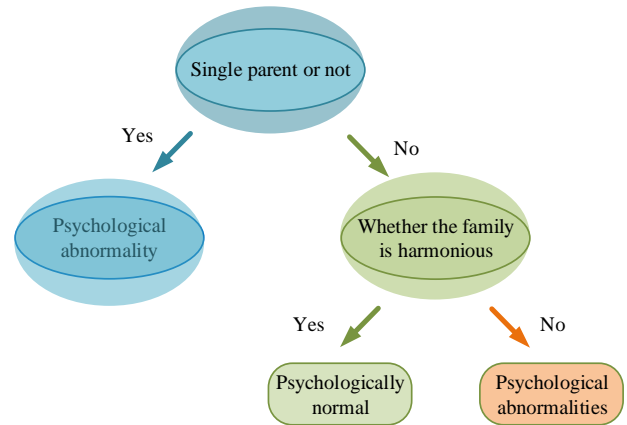 Single parent or not
Yes
No
Psychological
abnormality
Whether the family
is harmonious
Yes
No
Psychologically
normal
Psychological
abnormalities